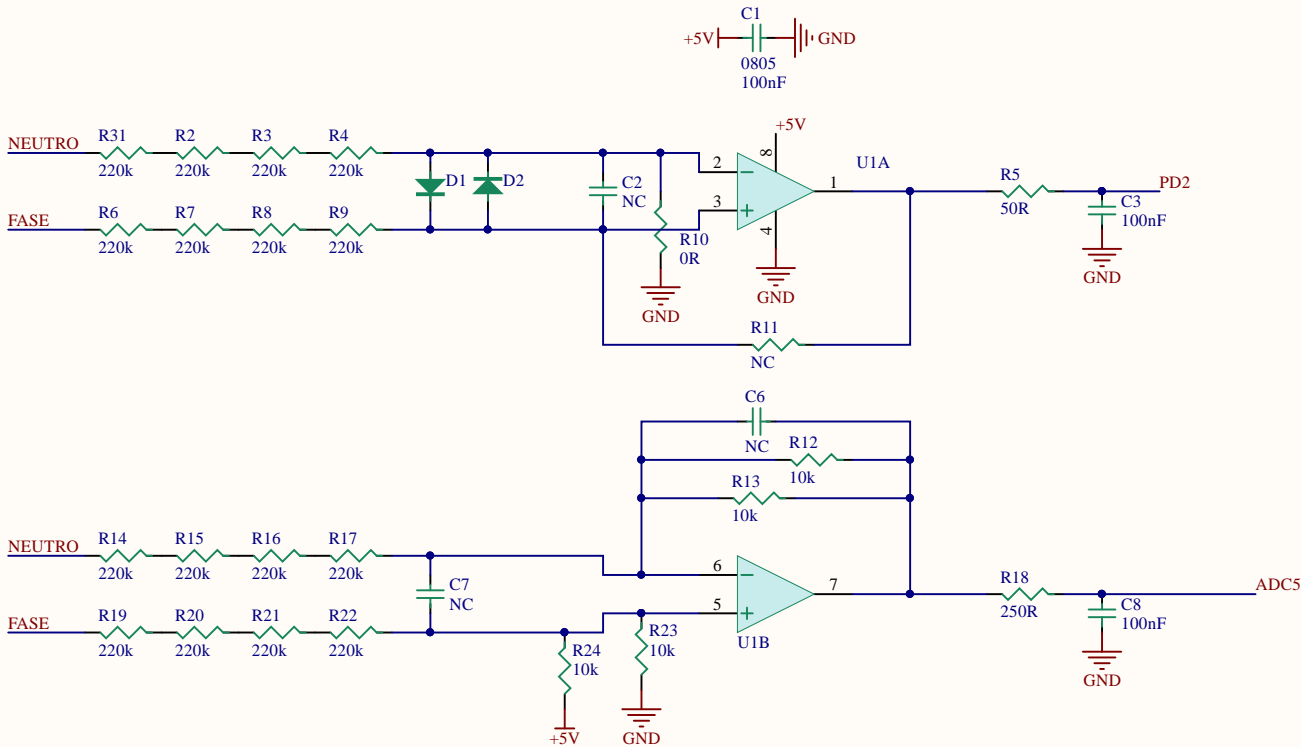 C1
+5V GND
0805
100nF
NEUTRO R31 R2 R3 R4
220k 220k 220k 220k
D1 D2
C2
NC
FASE R6 R7 R8 R9
220k 220k 220k 220k
R10
0R
GND
+5V
8
2
3
4
1
U1A
GND
R5
50R
PD2
C3
100nF
GND
R11
NC
C6
NC
R12
10k
R13
10k
NEUTRO R14 R15 R16 R17
220k 220k 220k 220k
C7
NC
FASE R19 R20 R21 R22
220k 220k 220k 220k
R24
10k
+5V
R23
10k
GND
6
5
7
U1B
R18
250R
ADC5
C8
100nF
GND